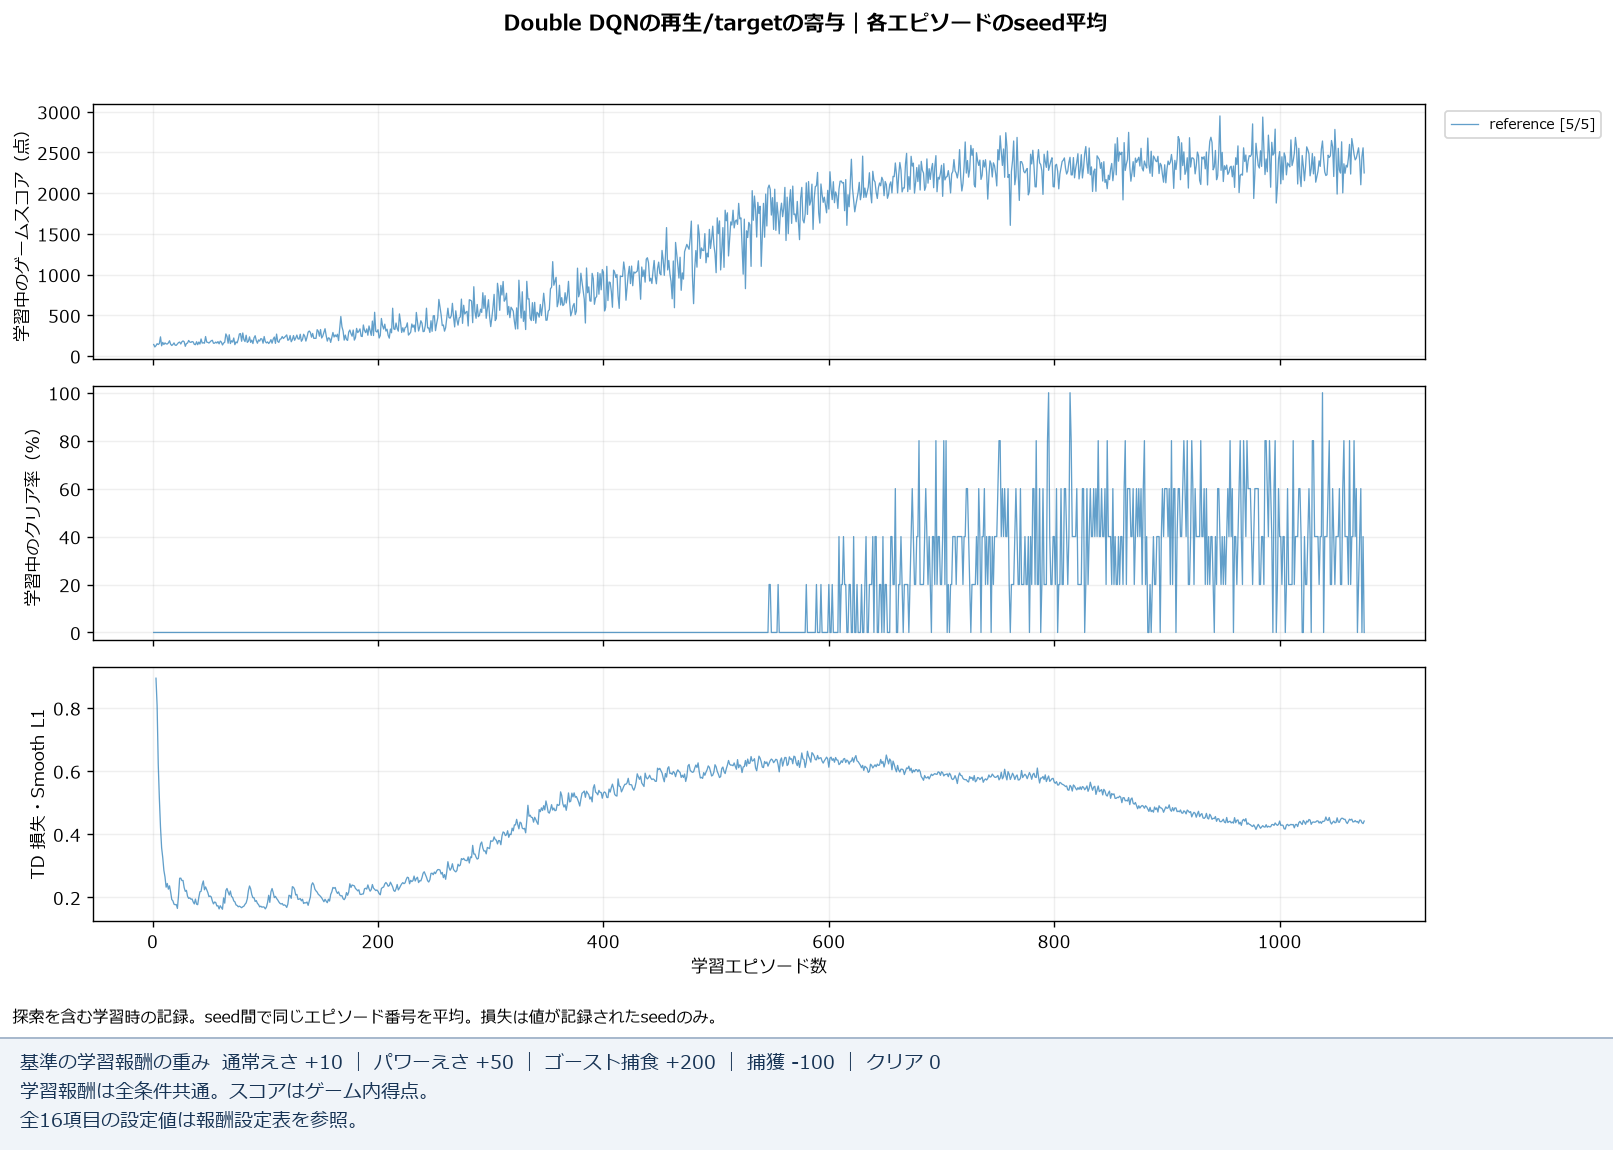 Double DQNの再生/targetの寄与｜各エピソードのseed平均
reference [5/5]
学習中のゲームスコア（点）
3000
2500
2000
1500
1000
500
0
学習中のクリア率（%）
100
80
60
40
20
0
TD 損失・Smooth L1
0.8
0.6
0.4
0.2
0 200 400 600 800 1000
学習エピソード数
探索を含む学習時の記録。seed間で同じエピソード番号を平均。損失は値が記録されたseedのみ。
基準の学習報酬の重み 通常えさ +10 ｜ パワーえさ +50 ｜ ゴースト捕食 +200 ｜ 捕獲 -100 ｜ クリア 0
学習報酬は全条件共通。スコアはゲーム内得点。
全16項目の設定値は報酬設定表を参照。